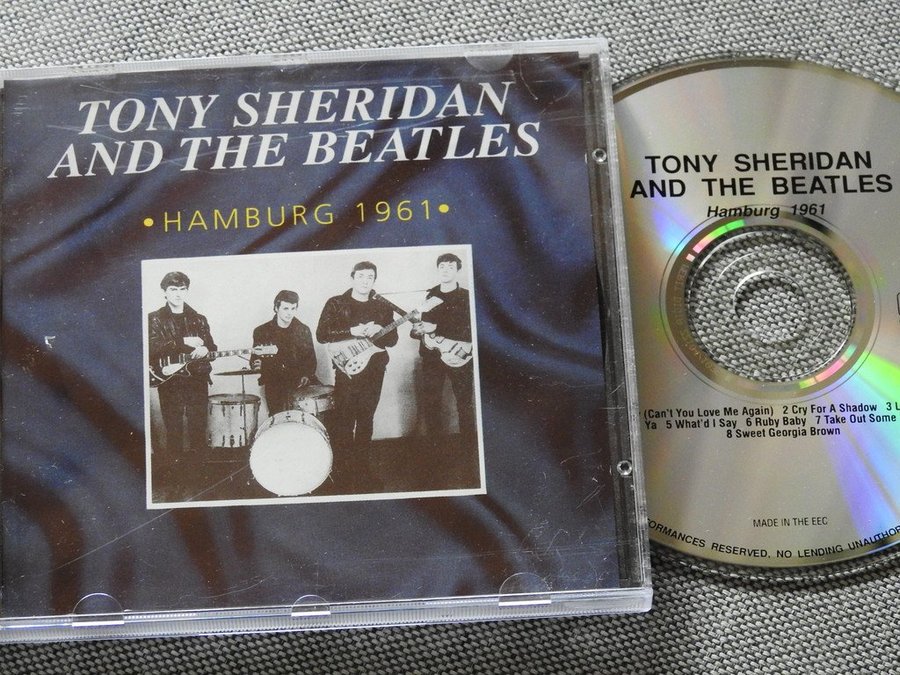 TONY SHERIDAN
AND THE BEATLES
•HAMBURG 1961•
TONY SHERIDAN
AND THE BEATLES
Hamburg 1961
(Can't You Love Me Again) 2 Cry For A Shadow 3 L
Ya 5 What'd I Say 6 Ruby Baby 7 Take Out Some
8 Sweet Georgia Brown
MADE IN THE EEC
ORMANCES RESERVED, NO LENDING UNAUTHOR